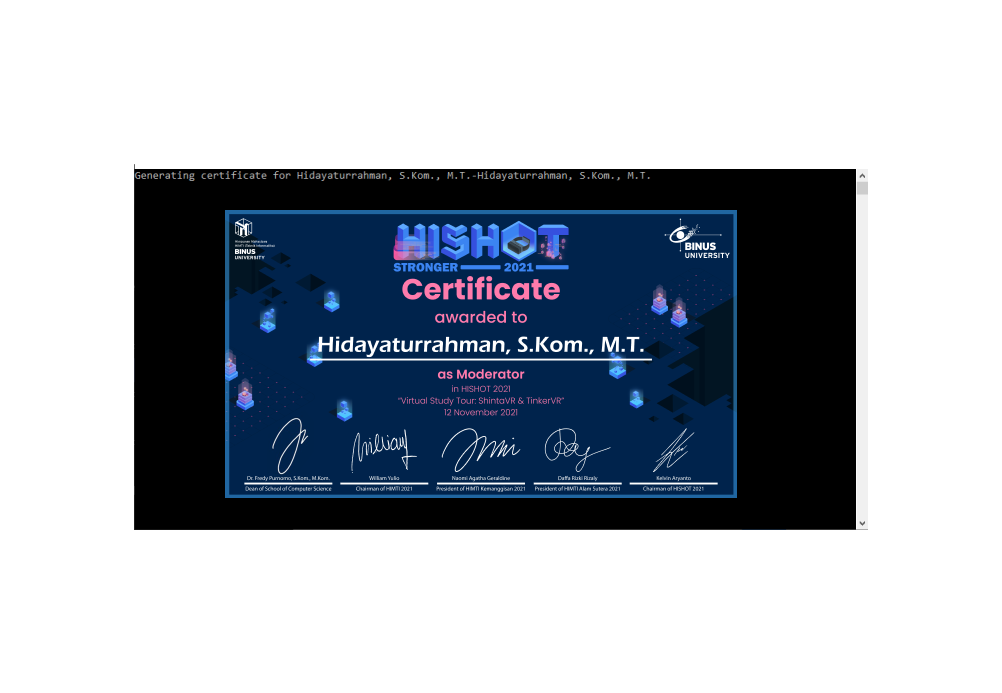 Generating certificate for Hidayaturrahman, S.Kom., M.T.-Hidayaturrahman, S.Kom., M.T.
Himpunan Mahasiswa
HIMTI (Teknik Informatika)
BINUS
UNIVERSITY
HISHOT
STRONGER 2021
BINUS
UNIVERSITY
Certificate
awarded to
Hidayaturrahman, S.Kom., M.T.
as Moderator
in HISHOT 2021
"Virtual Study Tour: ShintaVR & TinkerVR"
12 November 2021
Dr. Fredy Purnomo, S.Kom., M.Kom.
Dean of School of Computer Science
William Yulio
Chairman of HIMTI 2021
Naomi Agatha Geraldine
President of HIMTI Kemanggisan 2021
Daffa Rizki Rizaly
President of HIMTI Alam Sutera 2021
Kelvin Aryanto
Chairman of HISHOT 2021